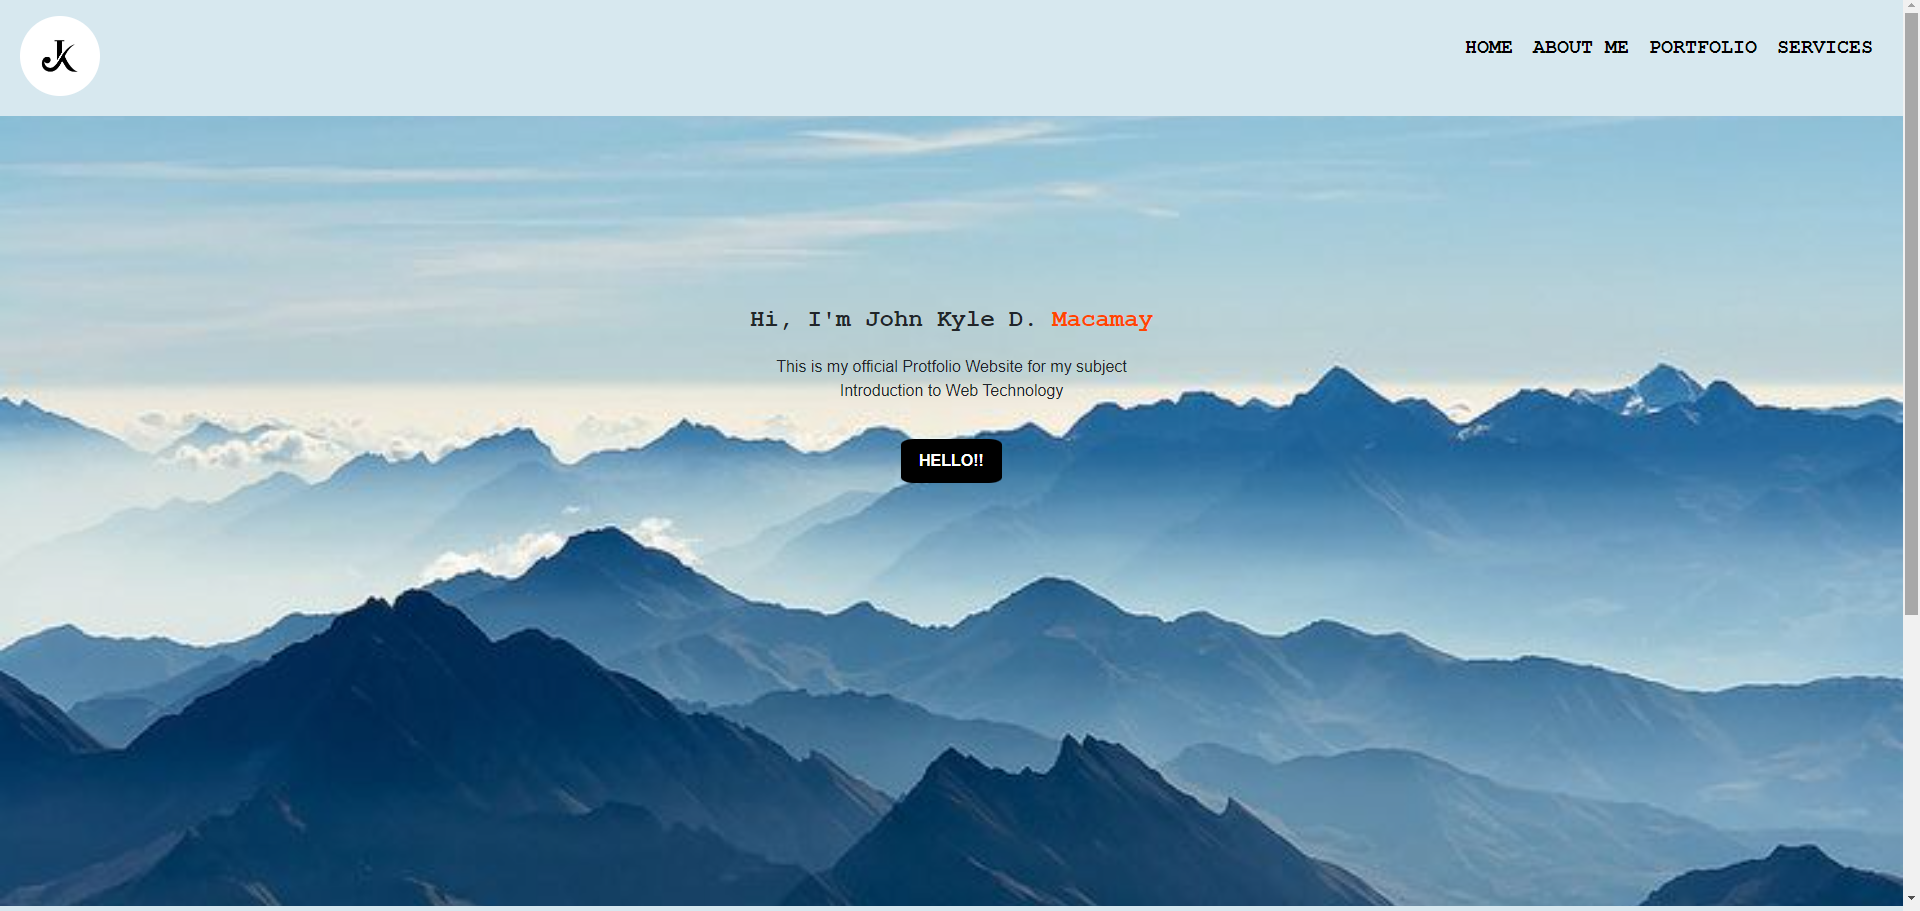 JK
HOME ABOUT ME PORTFOLIO SERVICES
Hi, I'm John Kyle D. Macamay
This is my official Protfolio Website for my subject
Introduction to Web Technology
HELLO!!